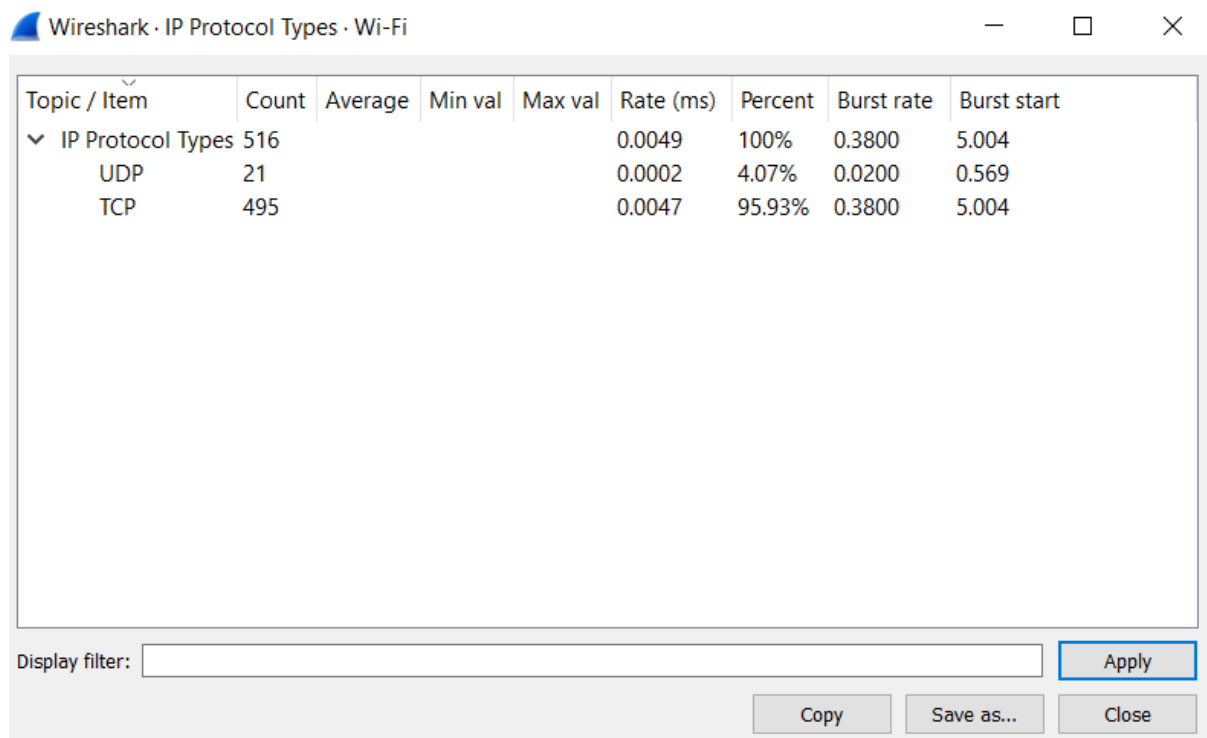 Wireshark · IP Protocol Types · Wi-Fi
Topic / Item Count Average Min val Max val Rate (ms) Percent Burst rate Burst start
IP Protocol Types 516 0.0049 100% 0.3800 5.004
UDP 21 0.0002 4.07% 0.0200 0.569
TCP 495 0.0047 95.93% 0.3800 5.004
Display filter: Apply
Copy Save as... Close